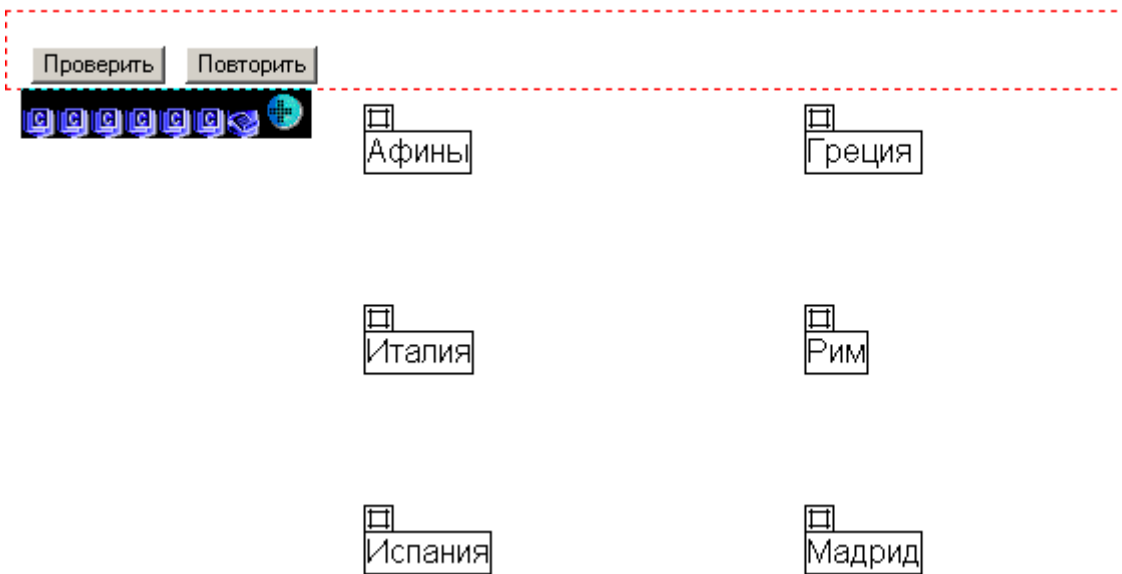 Проверить Повторить
C C C C C C
Афины Греция
Италия Рим
Испания Мадрид